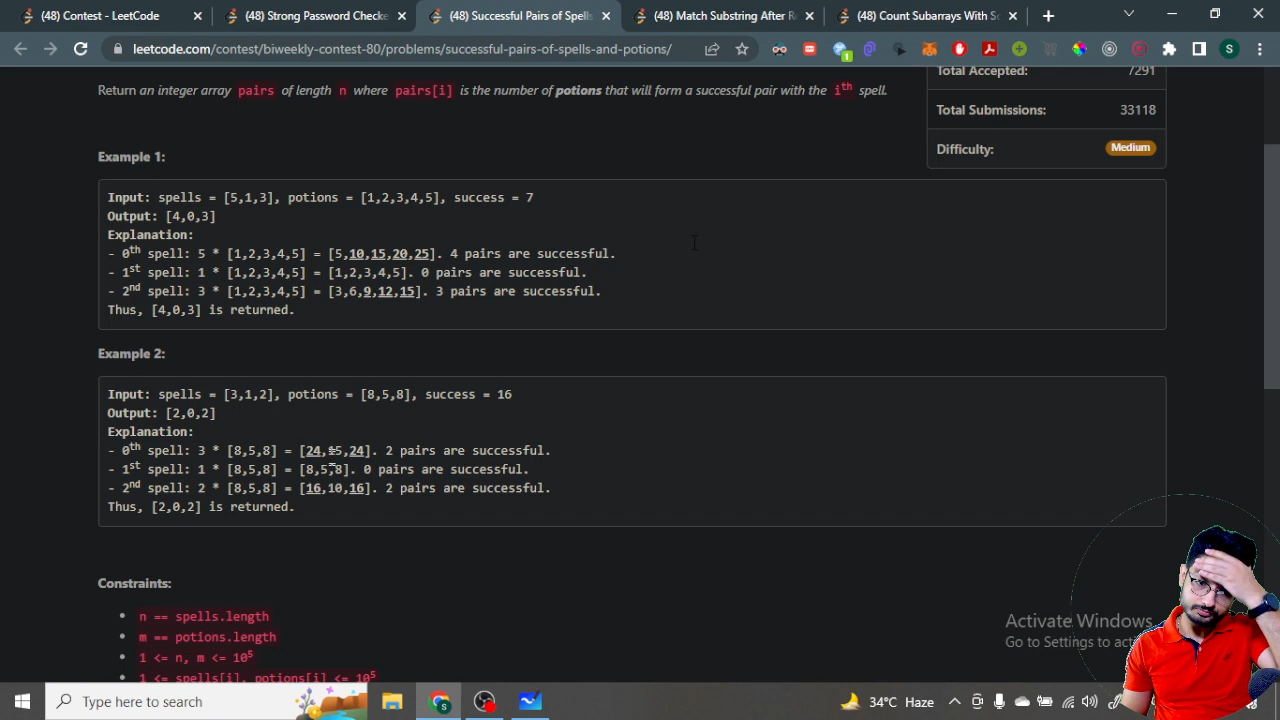 (48) Contest - LeetCode
(48) Strong Password Checke
(48) Successful Pairs of Spells
(48) Match Substring After R
(48) Count Subarrays With Sc
leetcode.com/contest/biweekly-contest-80/problems/successful-pairs-of-spells-and-potions/
1
S
Return an integer array pairs of length n where pairs[i] is the number of potions that will form a successful pair with the ith spell.
Total Accepted: 7291
Total Submissions: 33118
Difficulty: Medium
Example 1:
Input: spells = [5,1,3], potions = [1,2,3,4,5], success = 7
Output: [4,0,3]
Explanation:
- 0th spell: 5 * [1,2,3,4,5] = [5,10,15,20,25]. 4 pairs are successful.
- 1st spell: 1 * [1,2,3,4,5] = [1,2,3,4,5]. 0 pairs are successful.
- 2nd spell: 3 * [1,2,3,4,5] = [3,6,9,12,15]. 3 pairs are successful.
Thus, [4,0,3] is returned.
Example 2:
Input: spells = [3,1,2], potions = [8,5,8], success = 16
Output: [2,0,2]
Explanation:
- 0th spell: 3 * [8,5,8] = [24,15,24]. 2 pairs are successful.
- 1st spell: 1 * [8,5,8] = [8,5,8]. 0 pairs are successful.
- 2nd spell: 2 * [8,5,8] = [16,10,16]. 2 pairs are successful.
Thus, [2,0,2] is returned.
Constraints:
n == spells.length
m == potions.length
1 <= n, m <= 10^5
1 <= spells[i], potions[i] <= 10^5
Activate Windows
Go to Settings to
Type here to search
S
34°C Haze